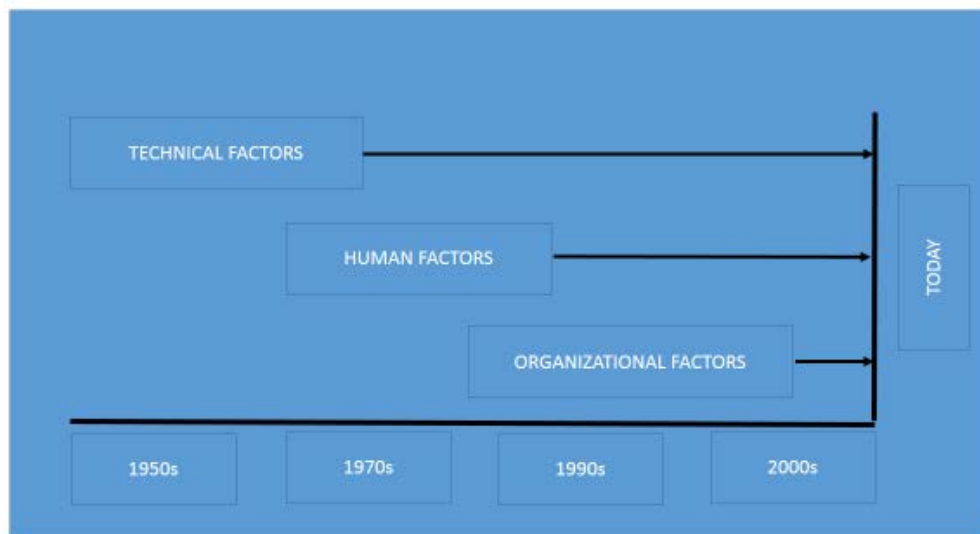 TECHNICAL FACTORS
HUMAN FACTORS
TODAY
ORGANIZATIONAL FACTORS
1950s
1970s
1990s
2000s